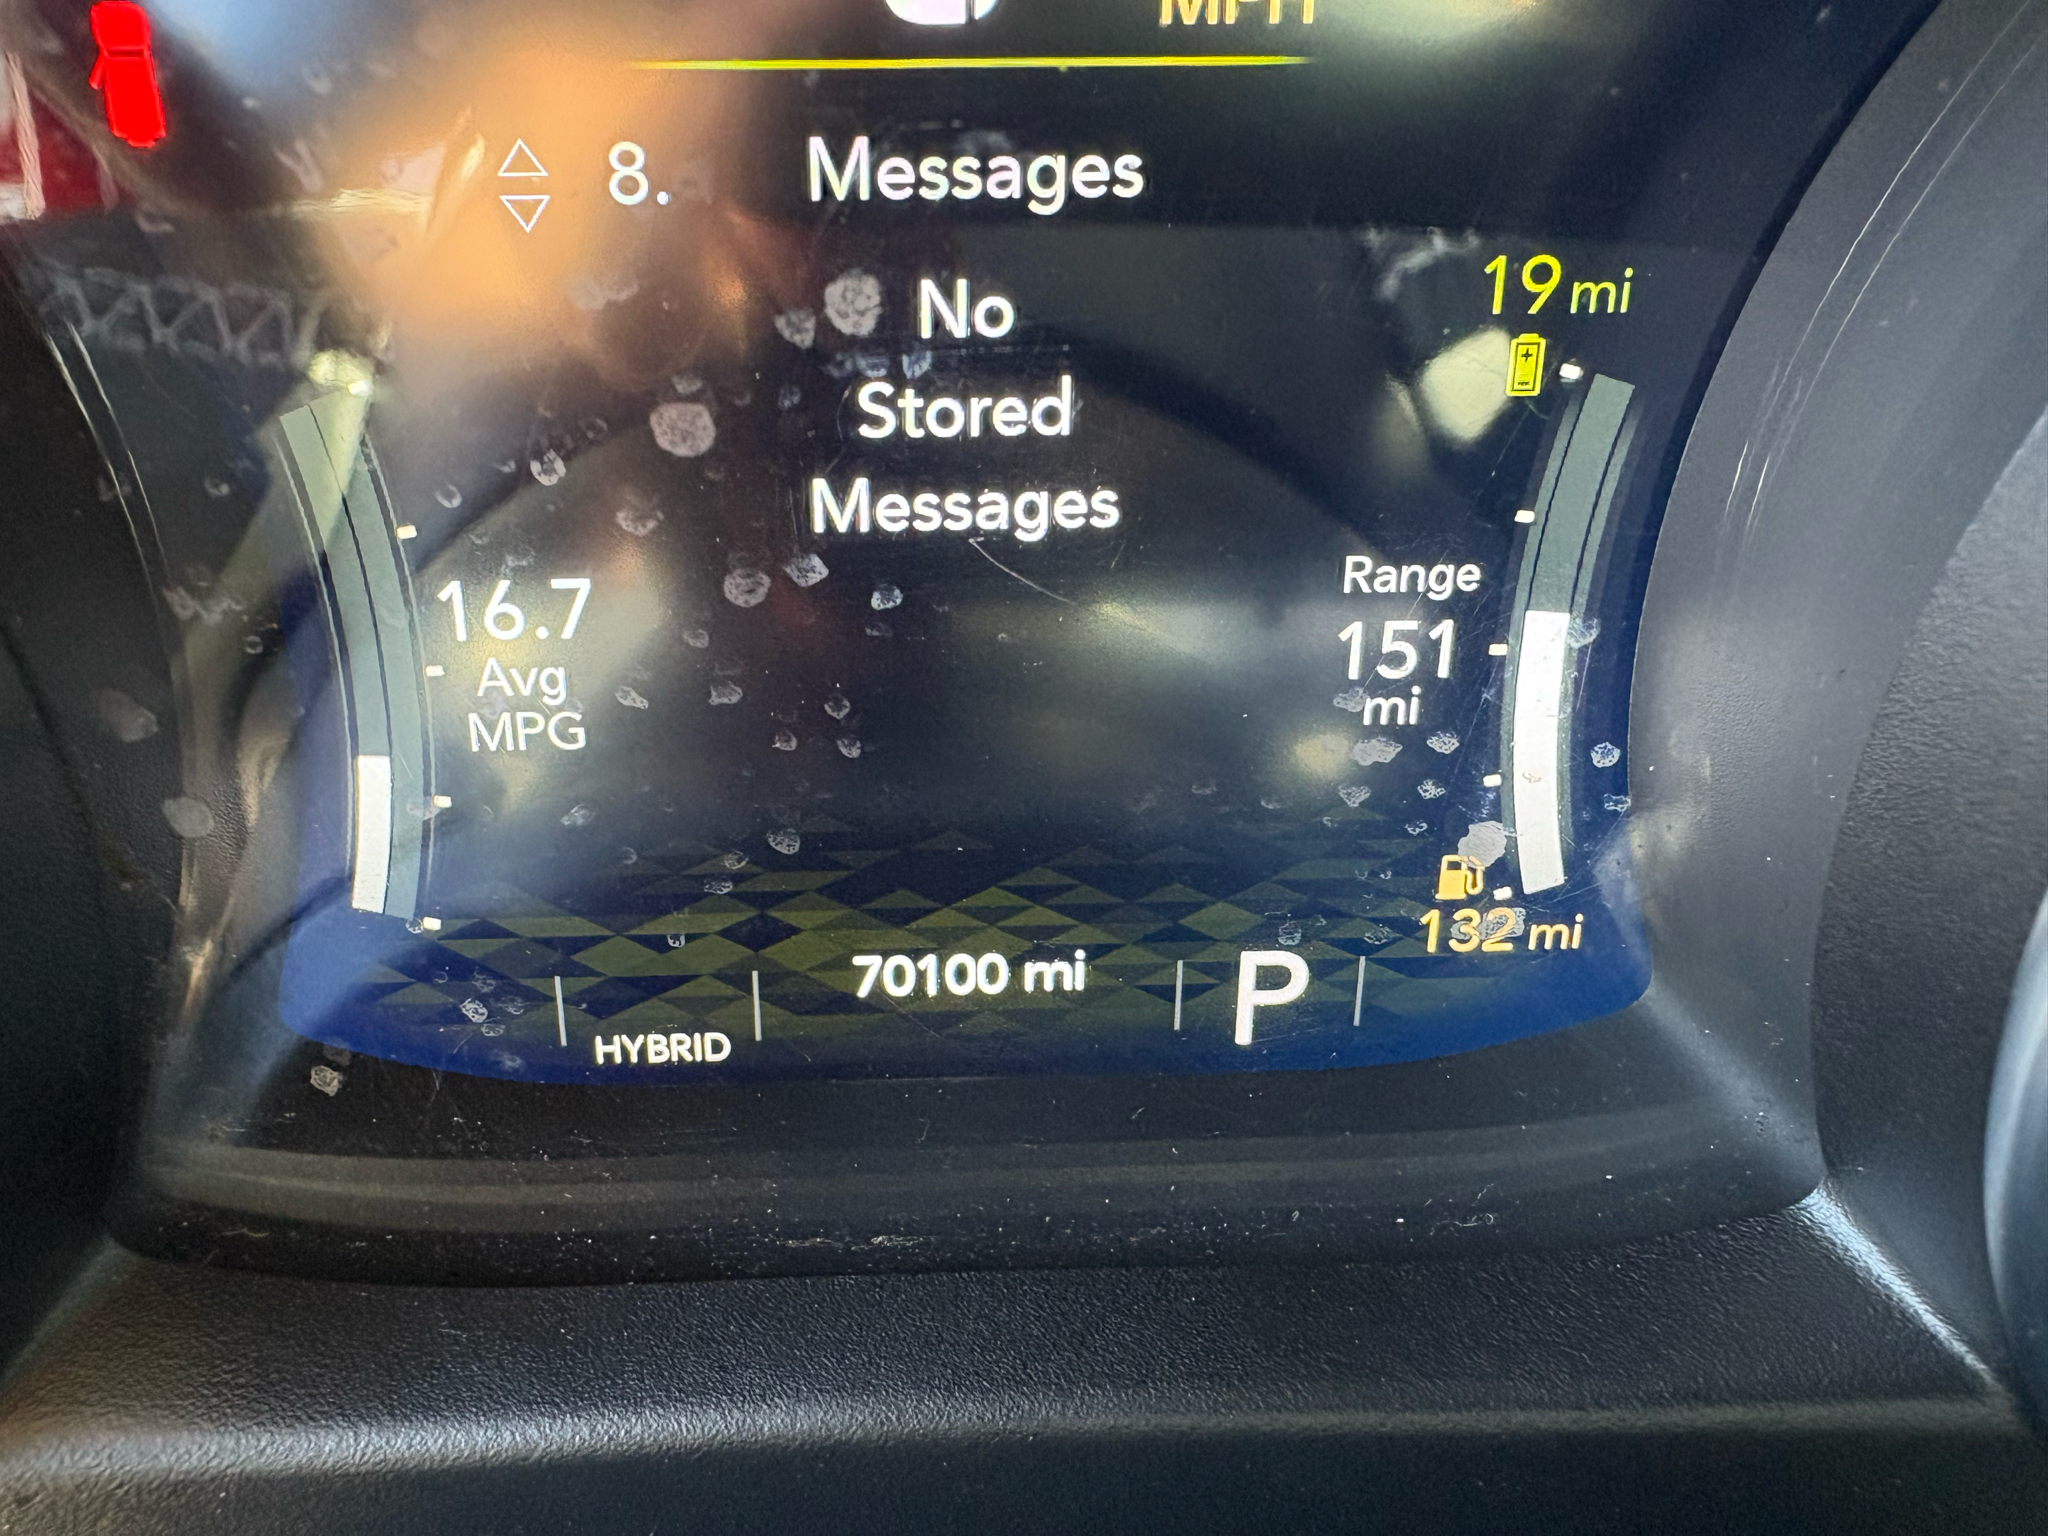 MPH
8. Messages
19 mi
No
Stored
Messages
16.7
Avg
MPG
Range
151
mi
132 mi
70100 mi
P
HYBRID